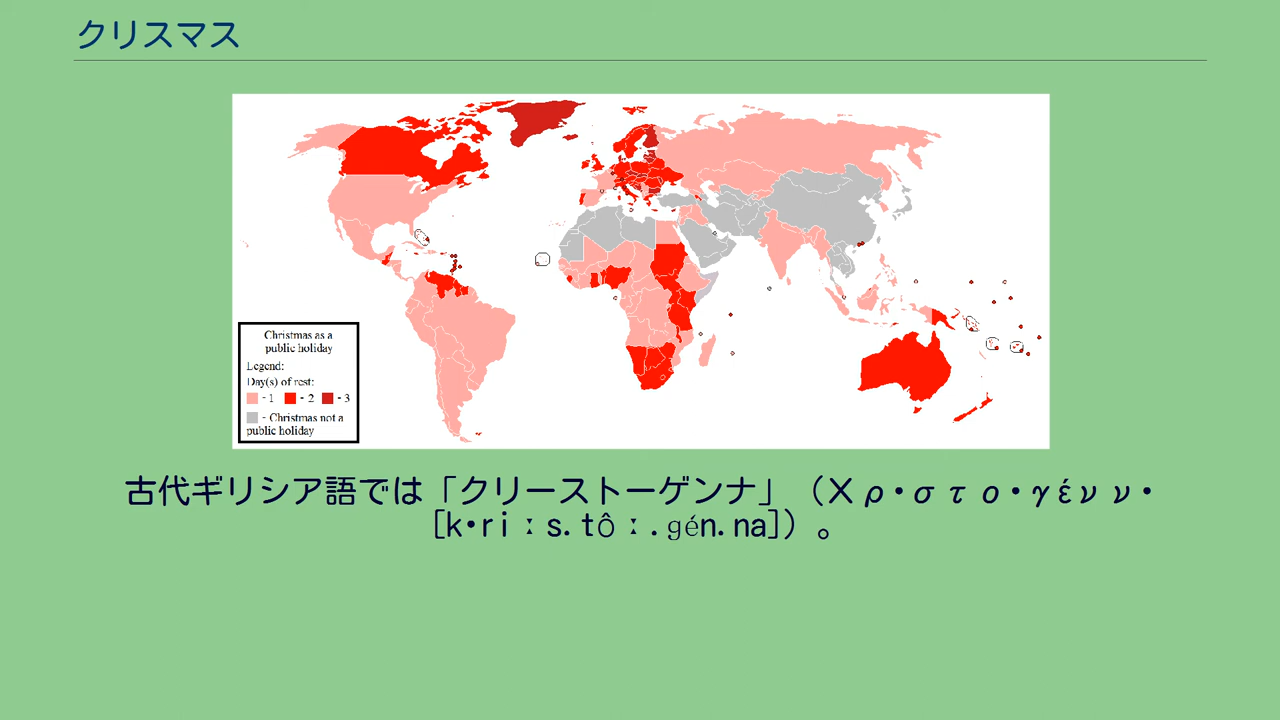 クリスマス
Christmas as a
public holiday
Legend:
Day(s) of rest:
- 1 - 2 - 3
- Christmas not a
public holiday
古代ギリシア語では「クリーストーゲンナ」（Χρ・στο・γένν・
[k・riːs.tôː.gén.na]）。